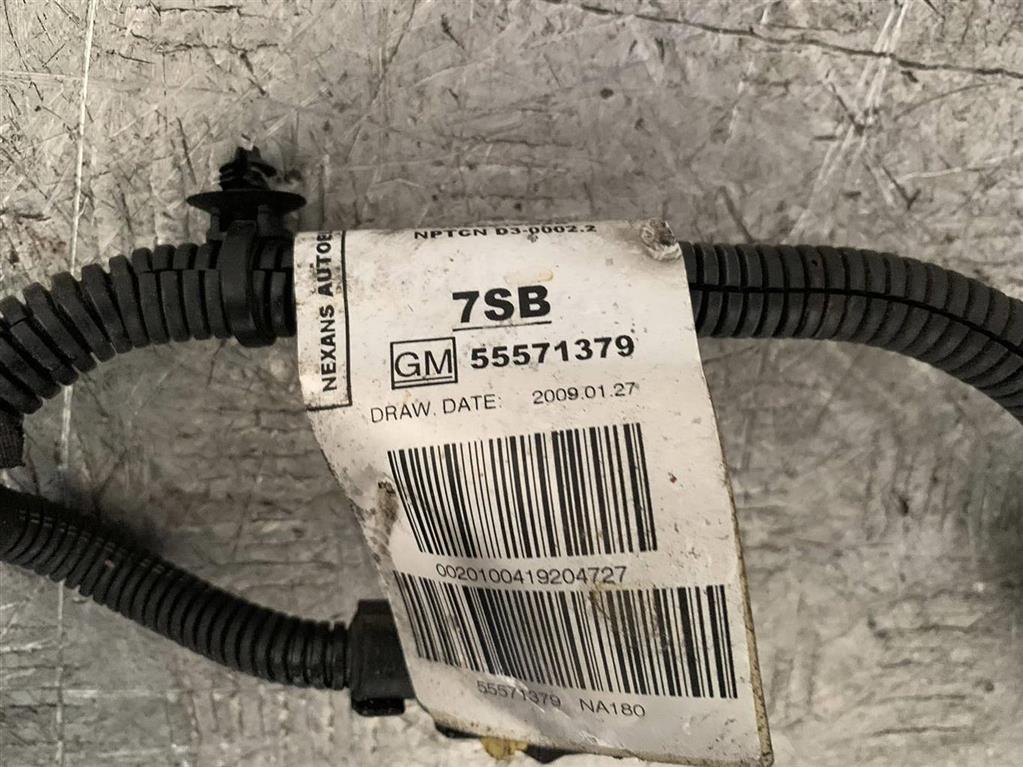 NPTCN D3-0002.2
NEXANS AUTOE
7SB
GM 55571379
DRAW. DATE: 2009.01.27
0020100419204727
55571379 NA180